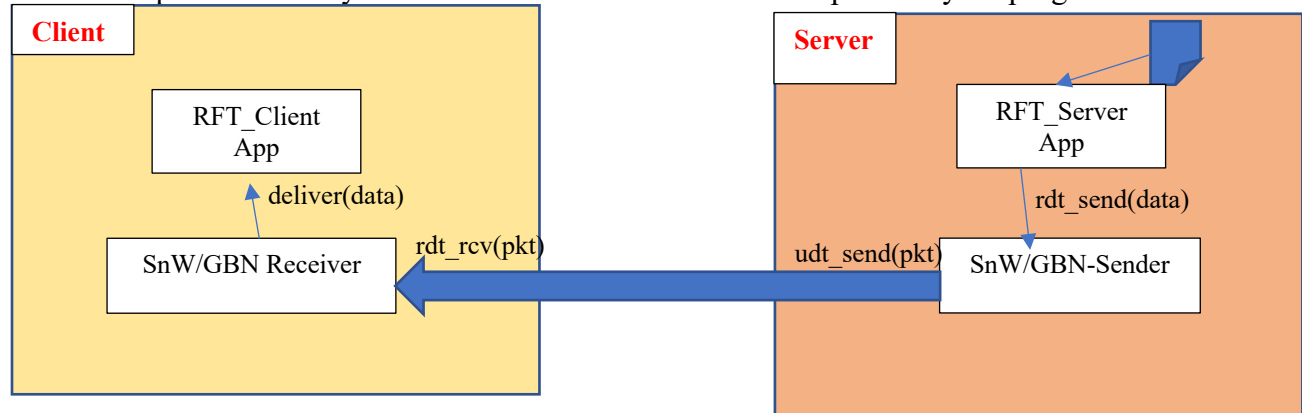 Client
Server
RFT_Client
App
RFT_Server
App
deliver(data)
rdt_send(data)
rdt_rcv(pkt)
udt_send(pkt)
SnW/GBN Receiver
SnW/GBN-Sender